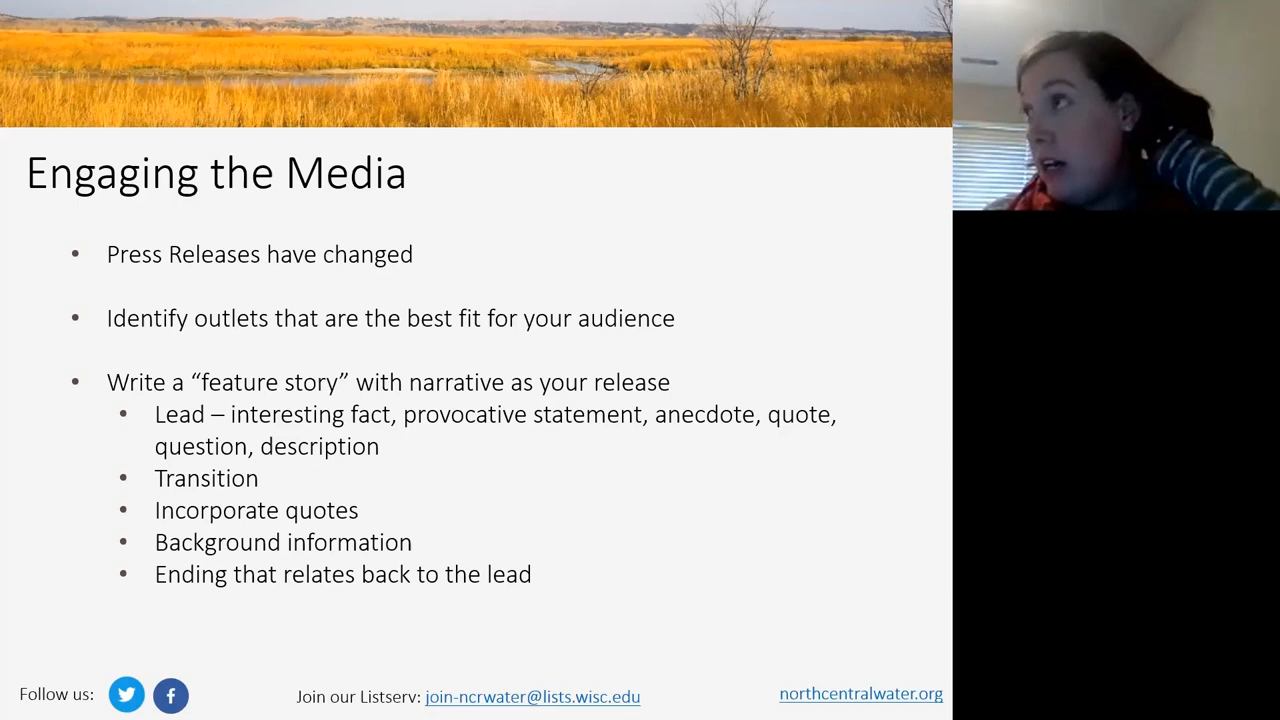 Engaging the Media
• Press Releases have changed
• Identify outlets that are the best fit for your audience
• Write a “feature story” with narrative as your release
• Lead – interesting fact, provocative statement, anecdote, quote,
question, description
• Transition
• Incorporate quotes
• Background information
• Ending that relates back to the lead
Follow us:
Join our Listserv: join-ncrwater@lists.wisc.edu
northcentralwater.org